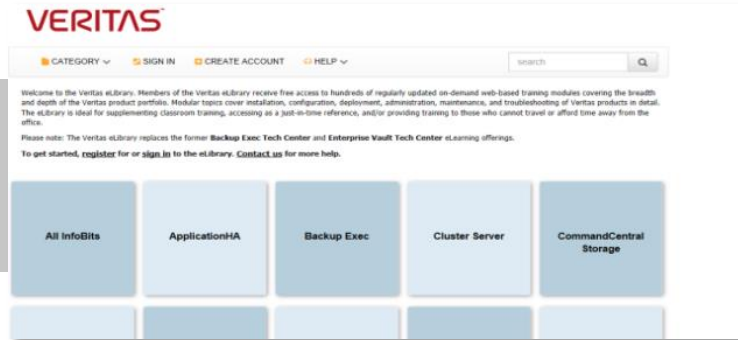 VERITAS
CATEGORY SIGN IN CREATE ACCOUNT HELP search
Welcome to the Veritas eLibrary. Members of the Veritas eLibrary receive free access to hundreds of regularly updated on-demand web-based training modules covering the breadth
and depth of the Veritas product portfolio. Modular topics cover installation, configuration, deployment, administration, maintenance, and troubleshooting of Veritas products in detail.
The eLibrary is ideal for supplementing classroom training, accessing as a just-in-time reference, and/or providing training to those who cannot travel or afford time away from the
office.
Please note: The Veritas eLibrary replaces the former Backup Exec Tech Center and Enterprise Vault Tech Center eLearning offerings.
To get started, register for or sign in to the eLibrary. Contact us for more help.
All InfoBits
ApplicationHA
Backup Exec
Cluster Server
CommandCentral
Storage